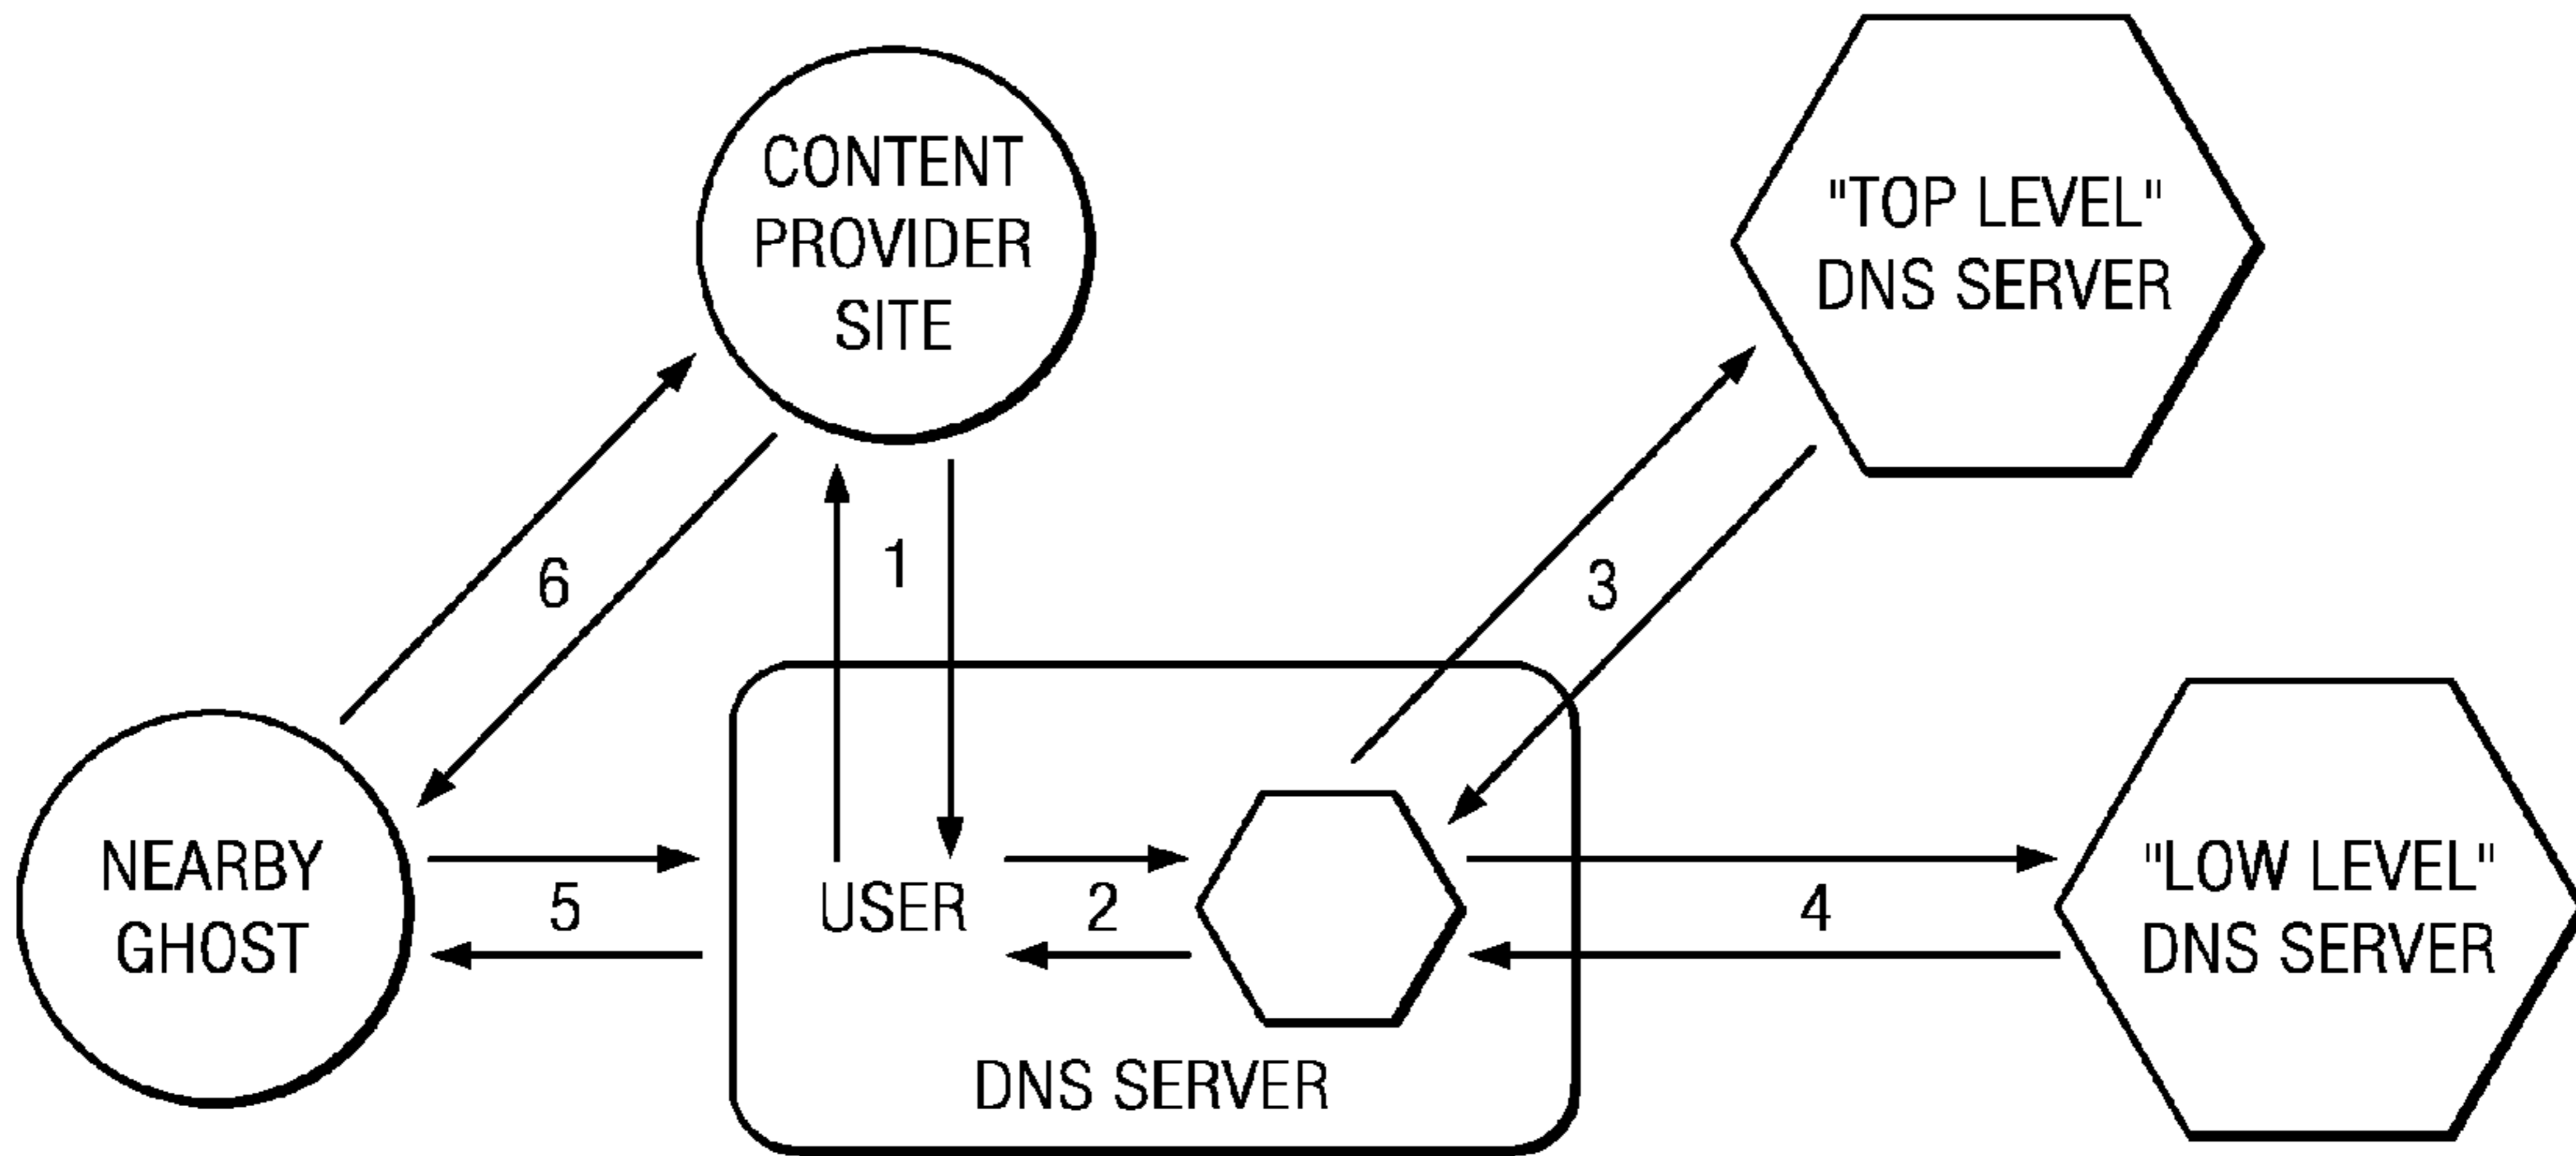 CONTENT
PROVIDER
SITE
"TOP LEVEL"
DNS SERVER
1
6
3
NEARBY
GHOST
5
USER
2
4
"LOW LEVEL"
DNS SERVER
DNS SERVER